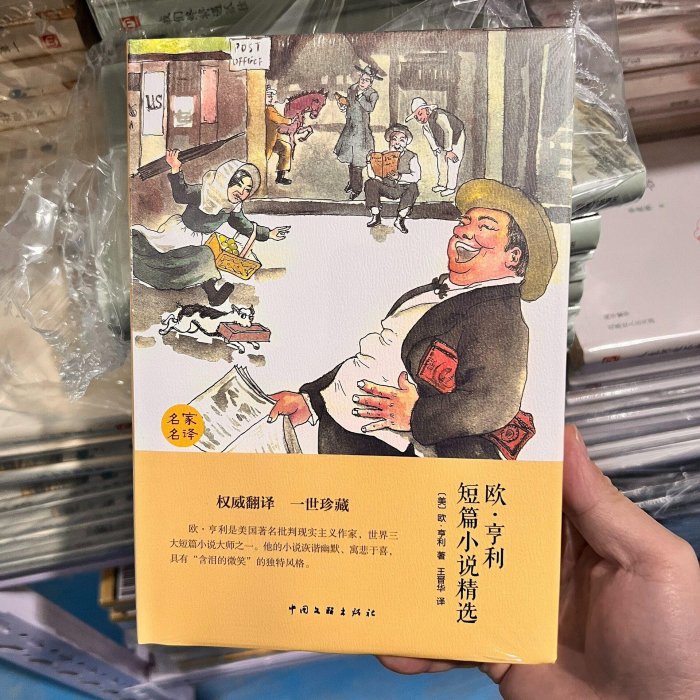 POST
OFFICE
US
名家
名译
权威翻译 一世珍藏
欧·亨利是美国著名批判现实主义作家，世界三
大短篇小说大师之一。他的小说诙谐幽默、寓悲于喜，
具有“含泪的微笑”的独特风格。
中国文联出版社
欧·亨利
短篇小说精选
〔美〕欧·亨利 著 王晋华 译